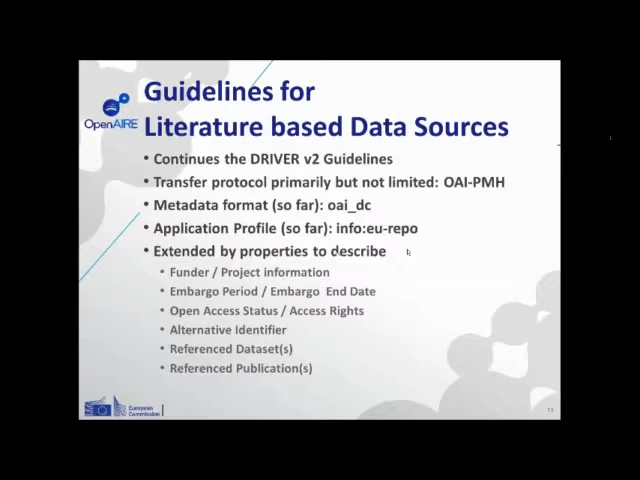 Guidelines for
Literature based Data Sources
OpenAIRE
• Continues the DRIVER v2 Guidelines
• Transfer protocol primarily but not limited: OAI-PMH
• Metadata format (so far): oai_dc
• Application Profile (so far): info:eu-repo
• Extended by properties to describe
• Funder / Project information
• Embargo Period / Embargo End Date
• Open Access Status / Access Rights
• Alternative Identifier
• Referenced Dataset(s)
• Referenced Publication(s)
European
Commission